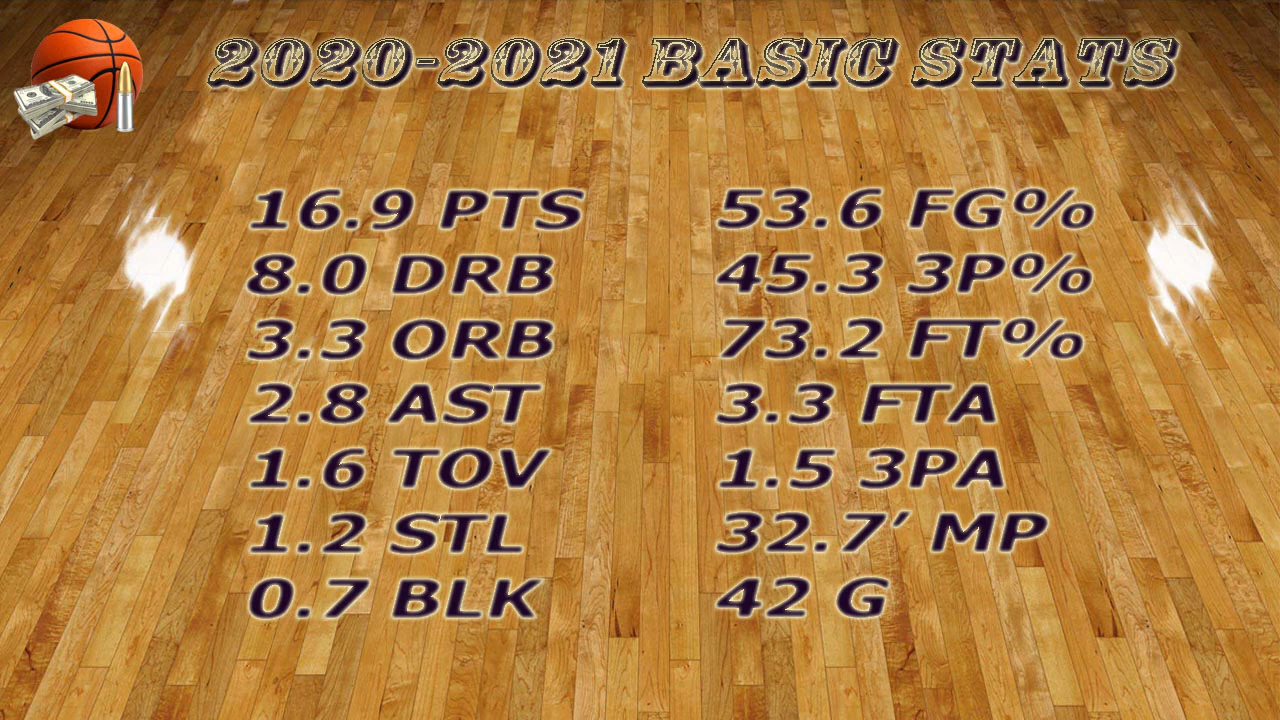 2020-2021 BASIC STATS
16.9 PTS
8.0 DRB
3.3 ORB
2.8 AST
1.6 TOV
1.2 STL
0.7 BLK
53.6 FG%
45.3 3P%
73.2 FT%
3.3 FTA
1.5 3PA
32.7′ MP
42 G